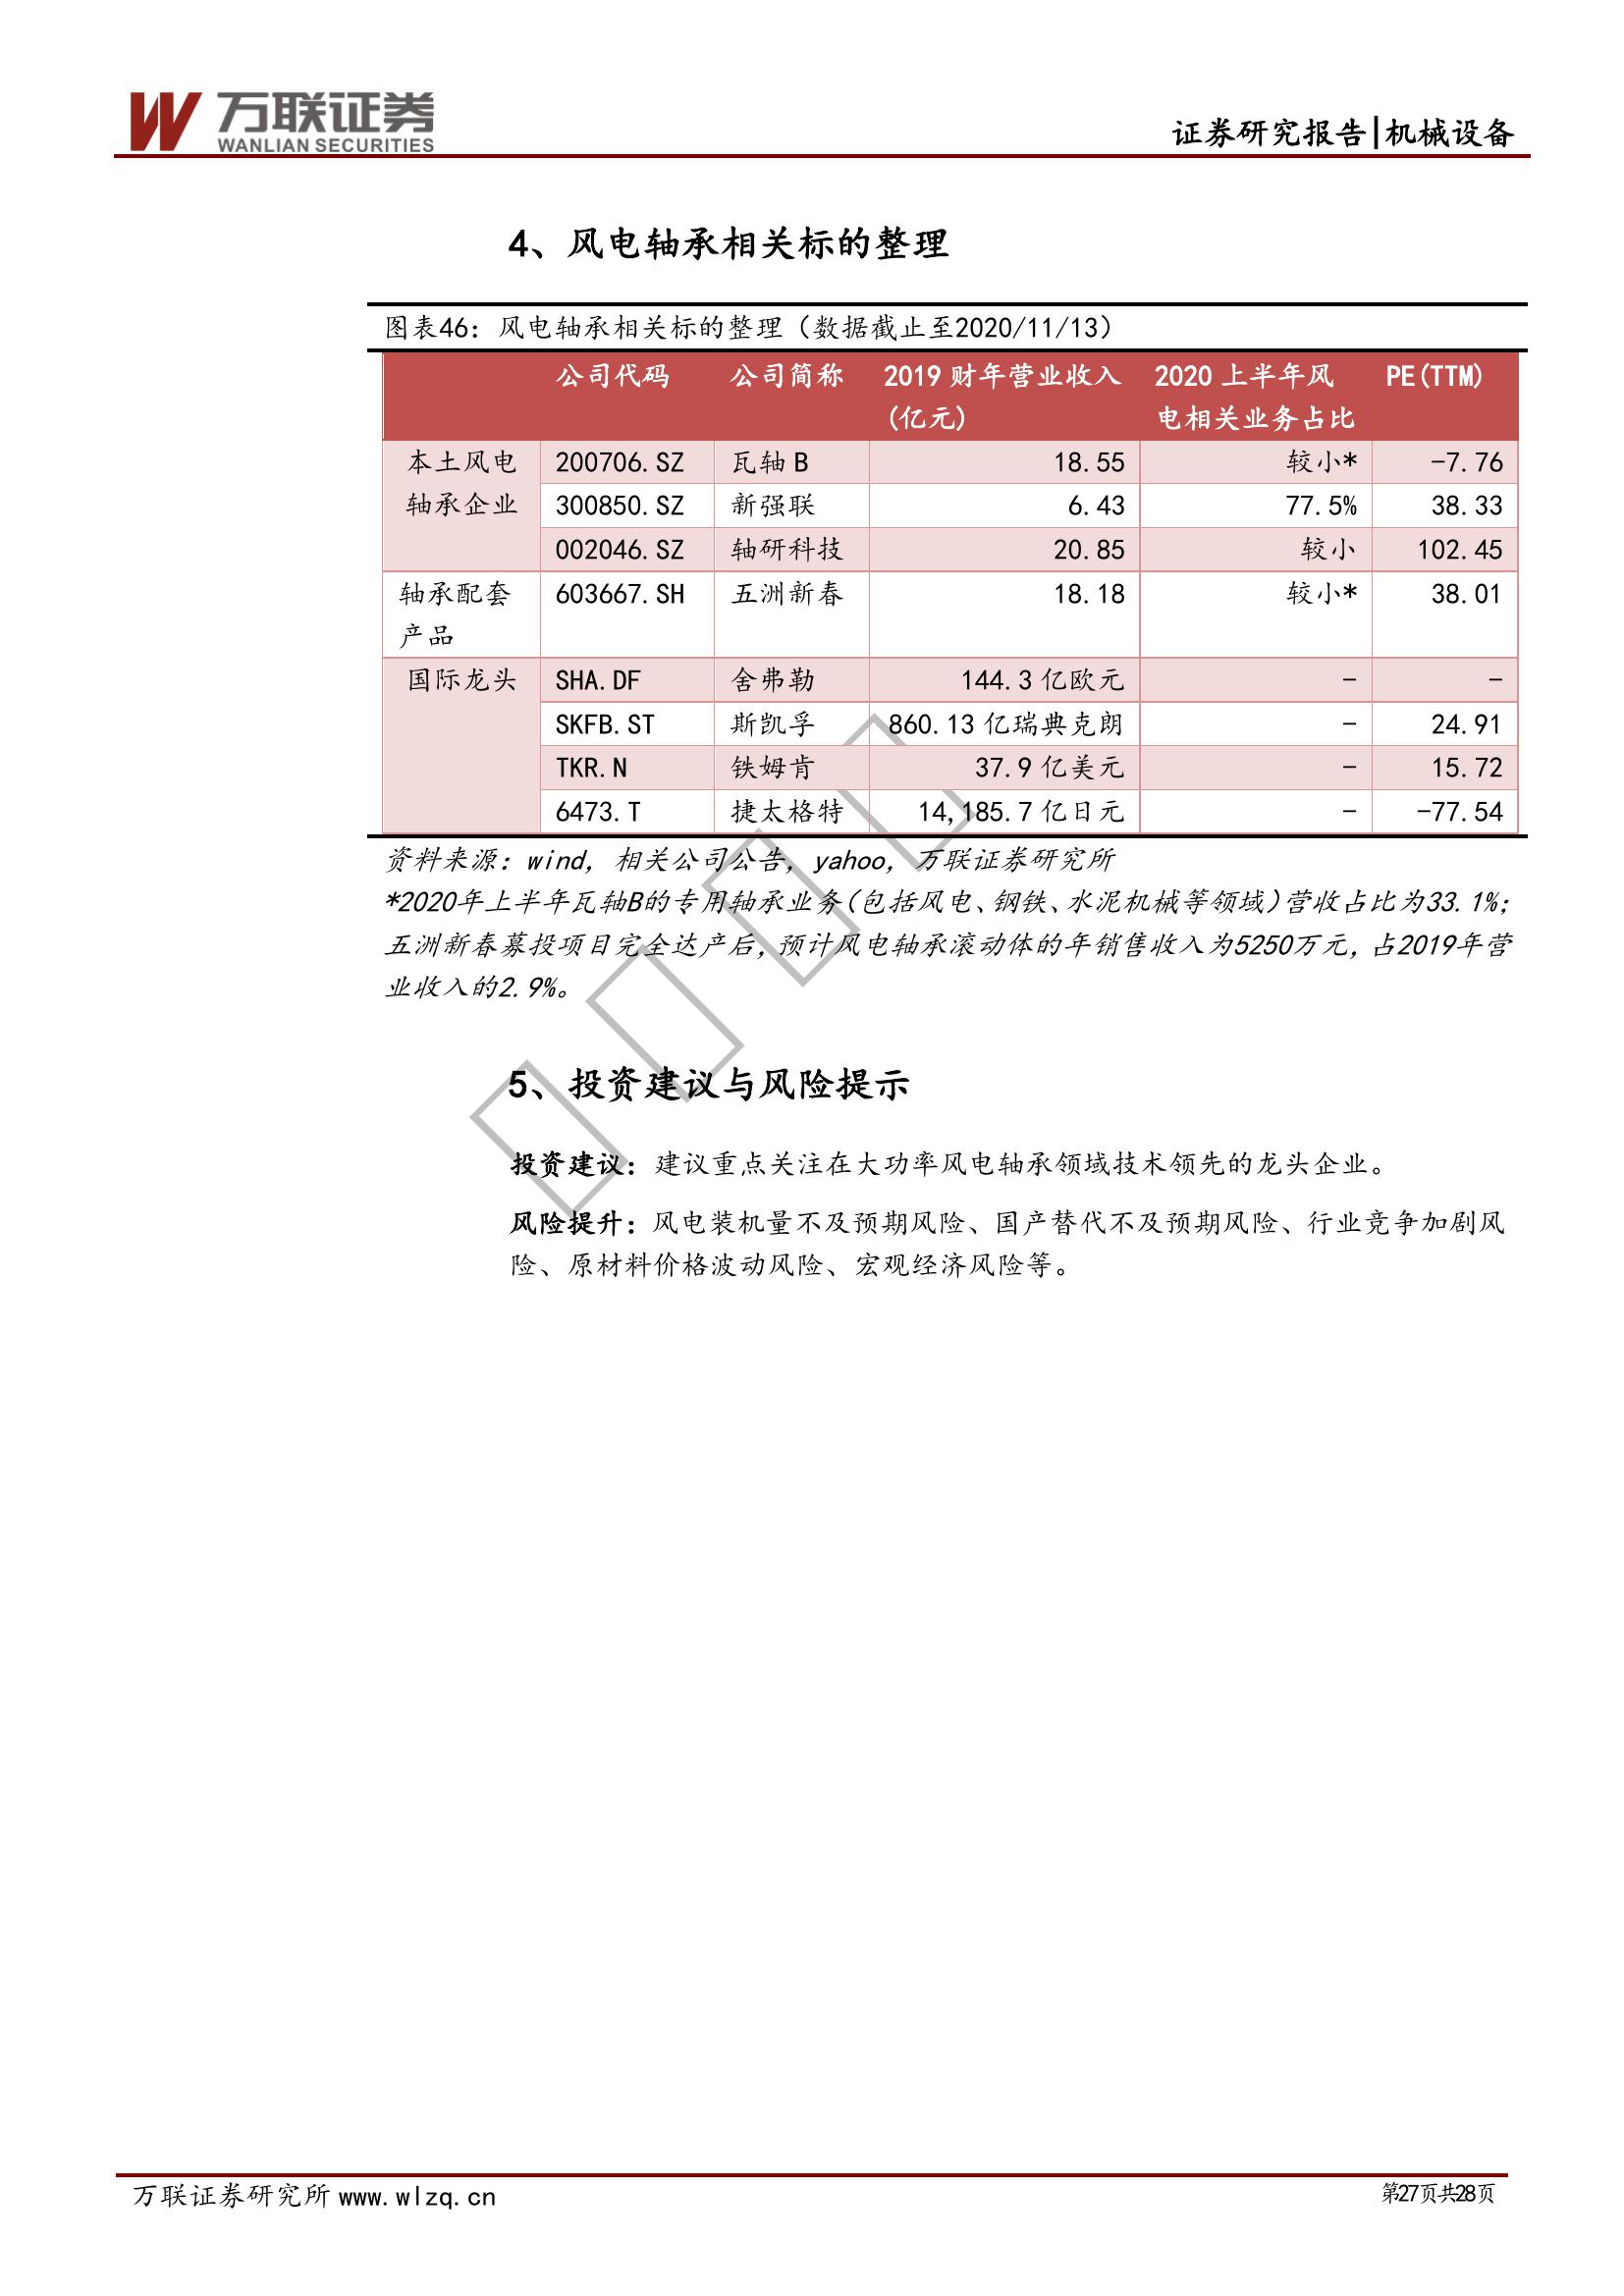 万联证券
WANLIAN SECURITIES
证券研究报告|机械设备
4、风电轴承相关标的整理
图表46：风电轴承相关标的整理（数据截止至2020/11/13）
公司代码 公司简称 2019 财年营业收入 2020 上半年风 PE(TTM)
(亿元) 电相关业务占比
本土风电 200706.SZ 瓦轴 B 18.55 较小* -7.76
轴承企业 300850.SZ 新强联 6.43 77.5% 38.33
002046.SZ 轴研科技 20.85 较小 102.45
轴承配套 603667.SH 五洲新春 18.18 较小* 38.01
产品
国际龙头 SHA.DF 舍弗勒 144.3 亿欧元 - -
SKFB.ST 斯凯孚 860.13 亿瑞典克朗 - 24.91
TKR.N 铁姆肯 37.9 亿美元 - 15.72
6473.T 捷太格特 14,185.7 亿日元 - -77.54
资料来源：wind，相关公司公告，yahoo，万联证券研究所
*2020年上半年瓦轴B的专用轴承业务（包括风电、钢铁、水泥机械等领域）营收占比为33.1%；
五洲新春募投项目完全达产后，预计风电轴承滚动体的年销售收入为5250万元，占2019年营
业收入的2.9%。
5、投资建议与风险提示
投资建议：建议重点关注在大功率风电轴承领域技术领先的龙头企业。
风险提升：风电装机量不及预期风险、国产替代不及预期风险、行业竞争加剧风
险、原材料价格波动风险、宏观经济风险等。
万联证券研究所 www.wlzq.cn 第27页共28页